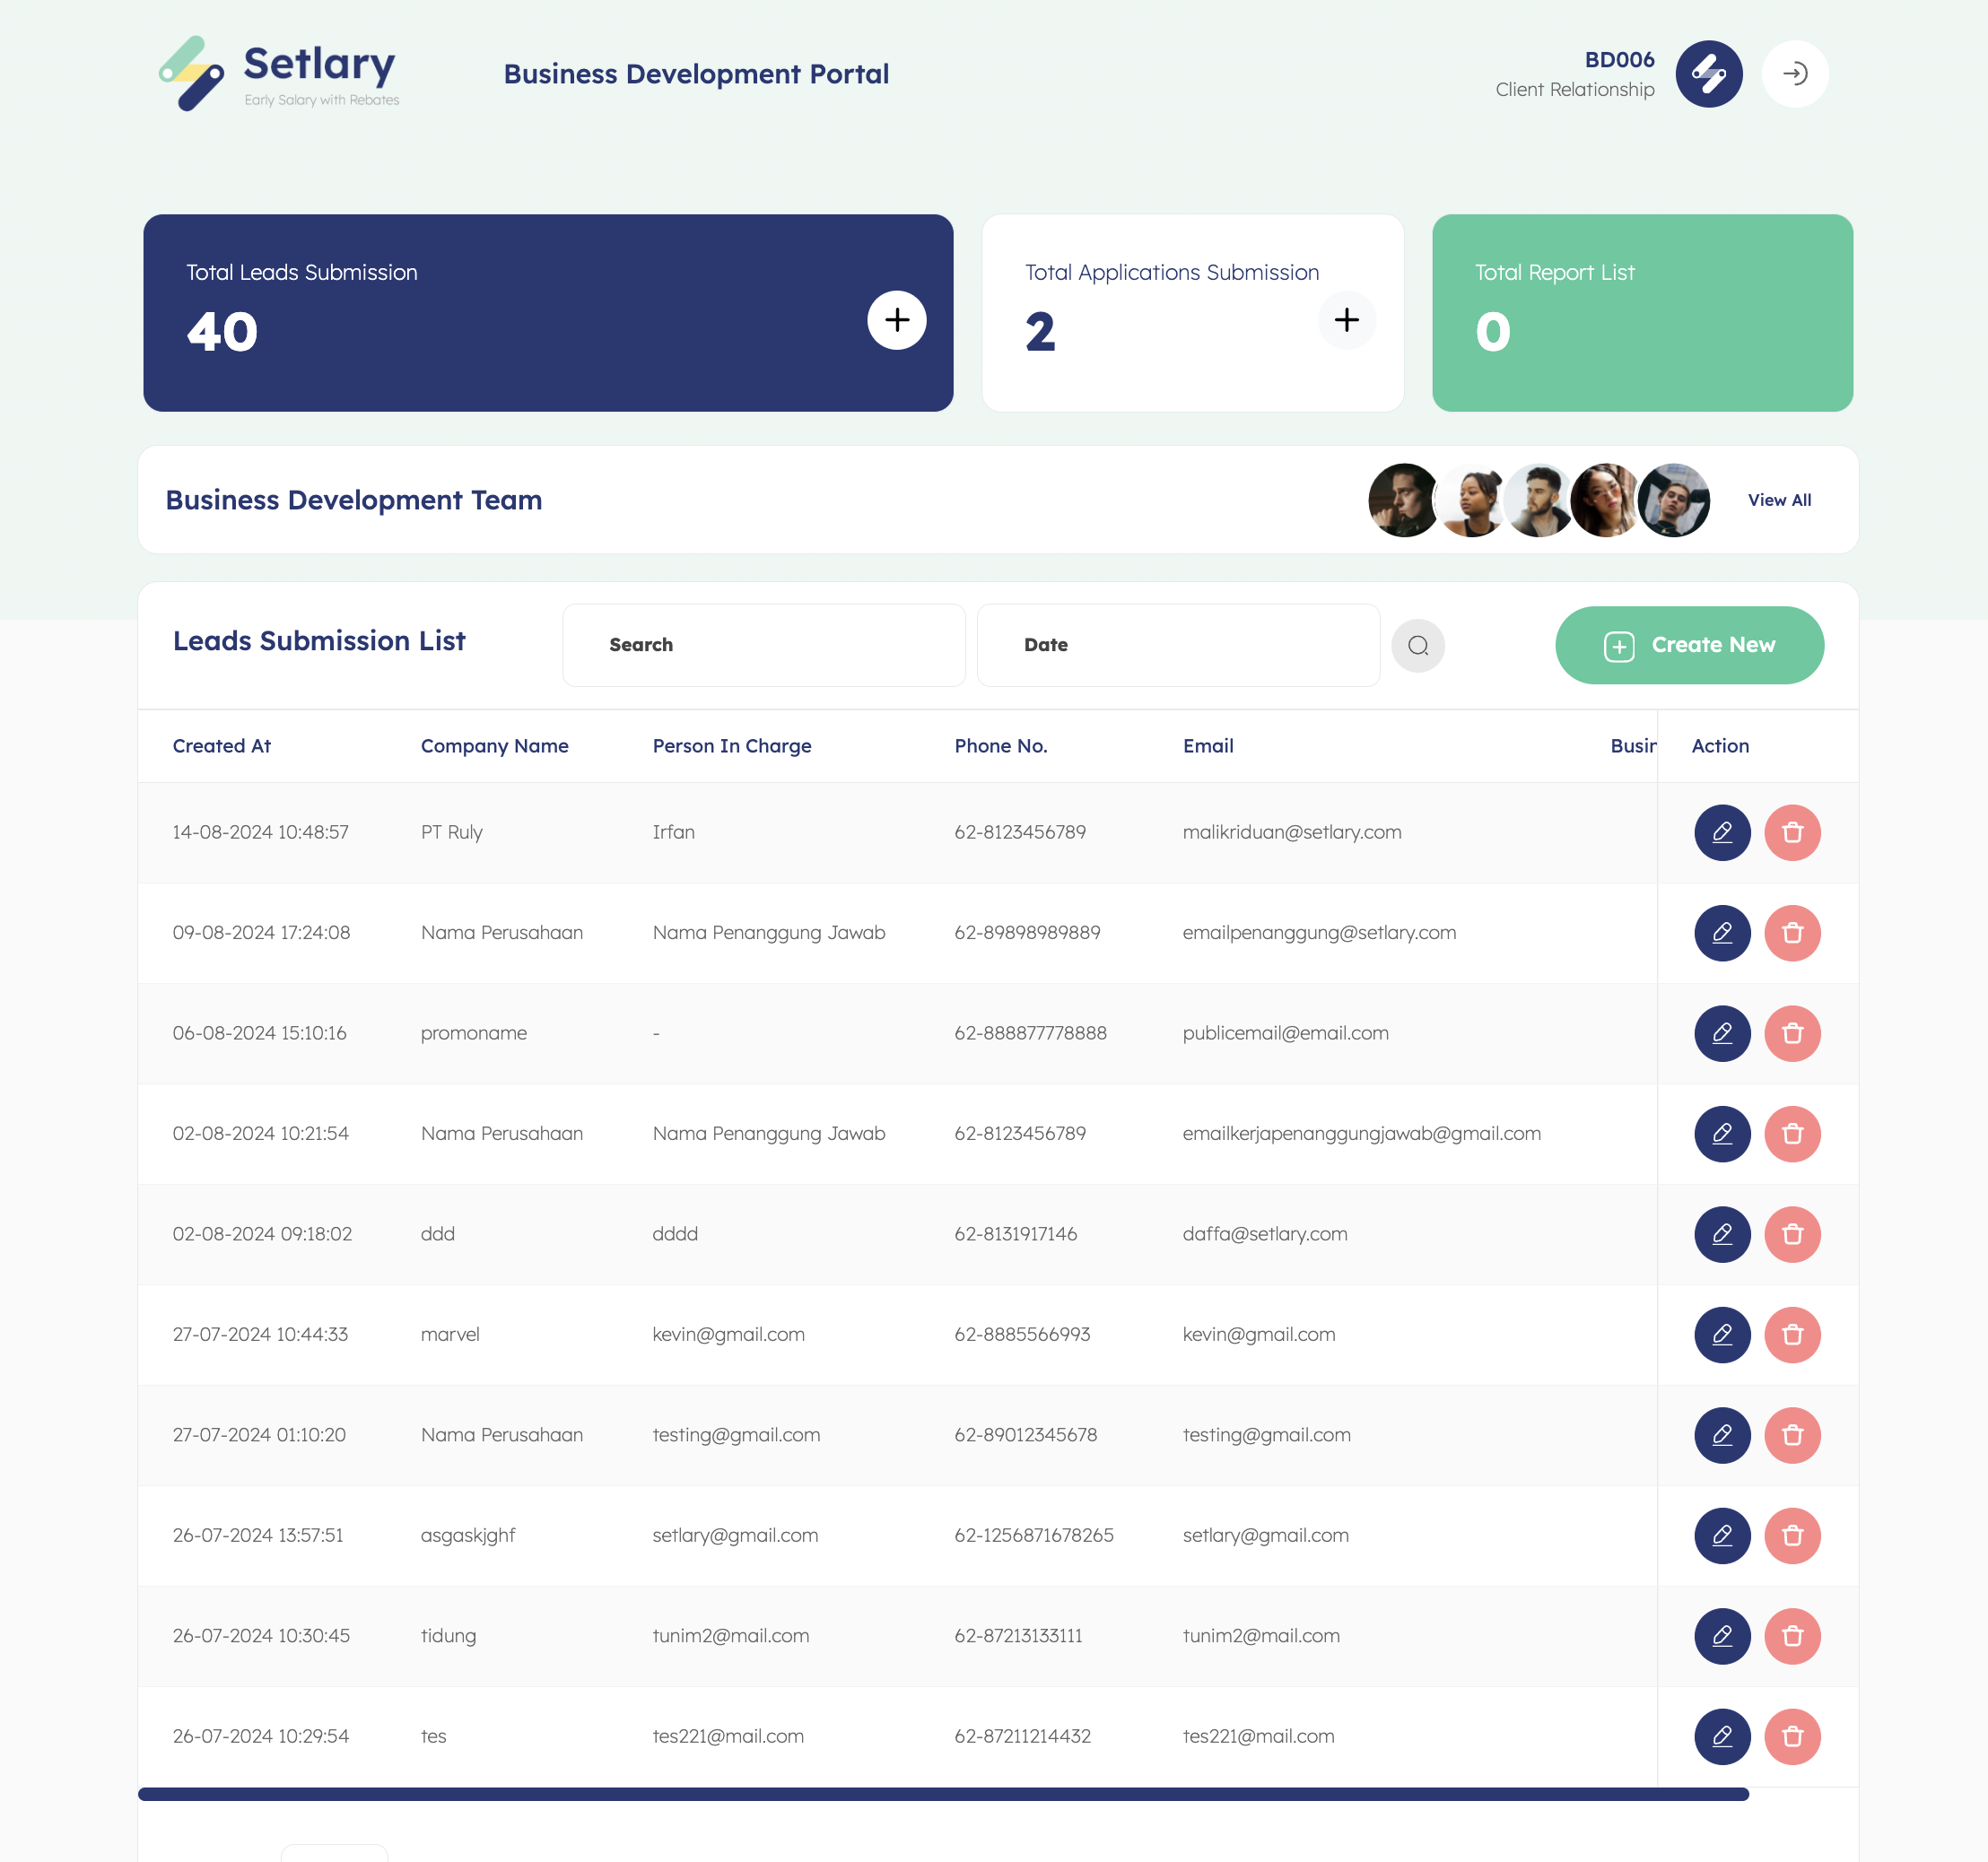 Setlary
Early Salary with Rebates
Business Development Portal
BD006
Client Relationship
Total Leads Submission
40
Total Applications Submission
2
Total Report List
0
Business Development Team
View All
Leads Submission List
Search
Date
Create New
Created At Company Name Person In Charge Phone No. Email Busin Action
14-08-2024 10:48:57 PT Ruly Irfan 62-8123456789 malikriduan@setlary.com
09-08-2024 17:24:08 Nama Perusahaan Nama Penanggung Jawab 62-89898989889 emailpenanggung@setlary.com
06-08-2024 15:10:16 promoname - 62-888877778888 publicemail@email.com
02-08-2024 10:21:54 Nama Perusahaan Nama Penanggung Jawab 62-8123456789 emailkerjapenanggungjawab@gmail.com
02-08-2024 09:18:02 ddd dddd 62-8131917146 daffa@setlary.com
27-07-2024 10:44:33 marvel kevin@gmail.com 62-8885566993 kevin@gmail.com
27-07-2024 01:10:20 Nama Perusahaan testing@gmail.com 62-89012345678 testing@gmail.com
26-07-2024 13:57:51 asgaskjghf setlary@gmail.com 62-1256871678265 setlary@gmail.com
26-07-2024 10:30:45 tidung tunim2@mail.com 62-87213133111 tunim2@mail.com
26-07-2024 10:29:54 tes tes221@mail.com 62-87211214432 tes221@mail.com